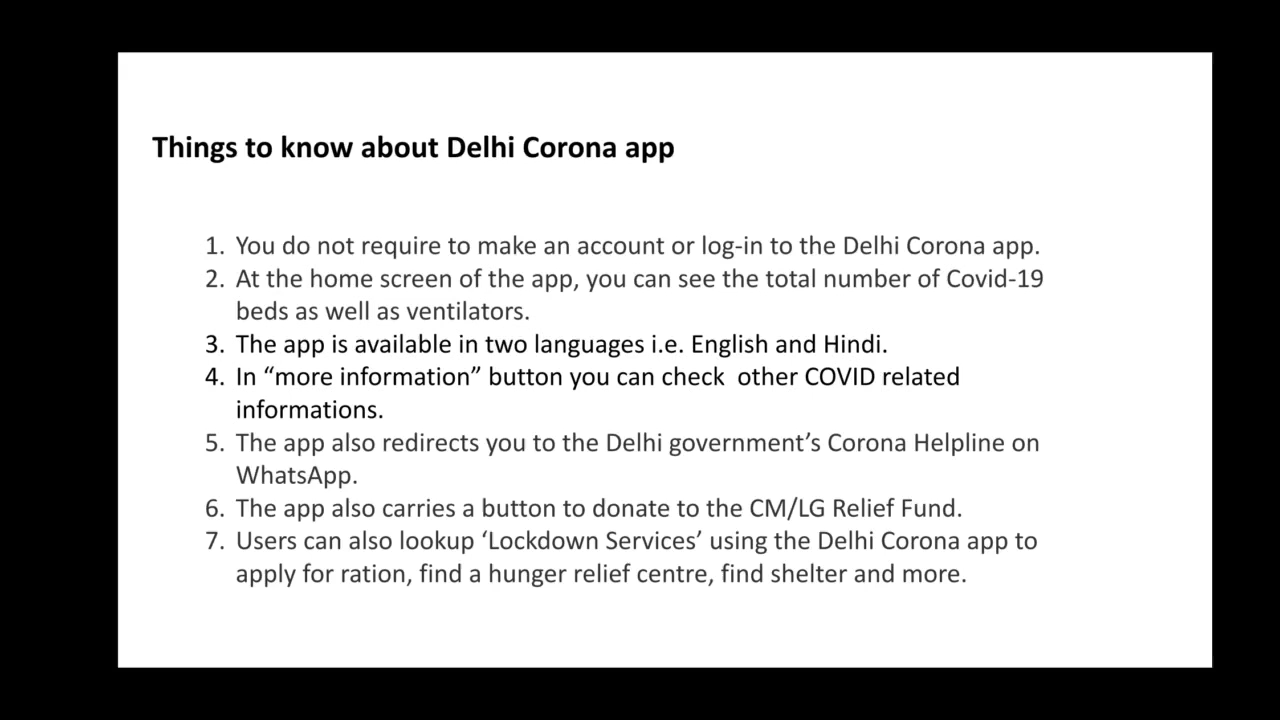 Things to know about Delhi Corona app
1. You do not require to make an account or log-in to the Delhi Corona app.
2. At the home screen of the app, you can see the total number of Covid-19
beds as well as ventilators.
3. The app is available in two languages i.e. English and Hindi.
4. In “more information” button you can check  other COVID related
informations.
5. The app also redirects you to the Delhi government’s Corona Helpline on
WhatsApp.
6. The app also carries a button to donate to the CM/LG Relief Fund.
7. Users can also lookup ‘Lockdown Services’ using the Delhi Corona app to
apply for ration, find a hunger relief centre, find shelter and more.